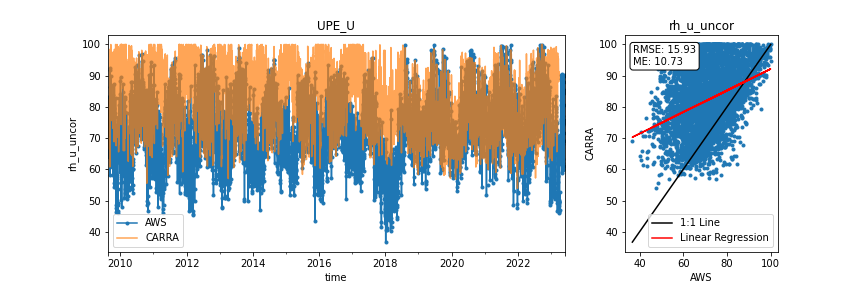 UPE_U
rh_u_uncor
100
90
80
70
60
50
40
rh_u_uncor
AWS
CARRA
2010
2012
2014
2016
2018
2020
2022
time
rh_u_uncor
RMSE: 15.93
ME: 10.73
100
90
80
70
60
50
40
CARRA
1:1 Line
Linear Regression
40
60
80
100
AWS